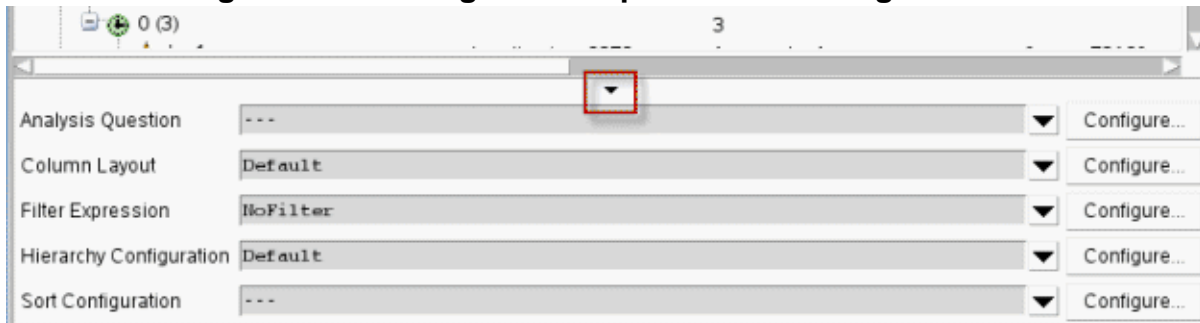 0 (3) 3
Analysis Question --- Configure...
Column Layout Default Configure...
Filter Expression NoFilter Configure...
Hierarchy Configuration Default Configure...
Sort Configuration --- Configure...